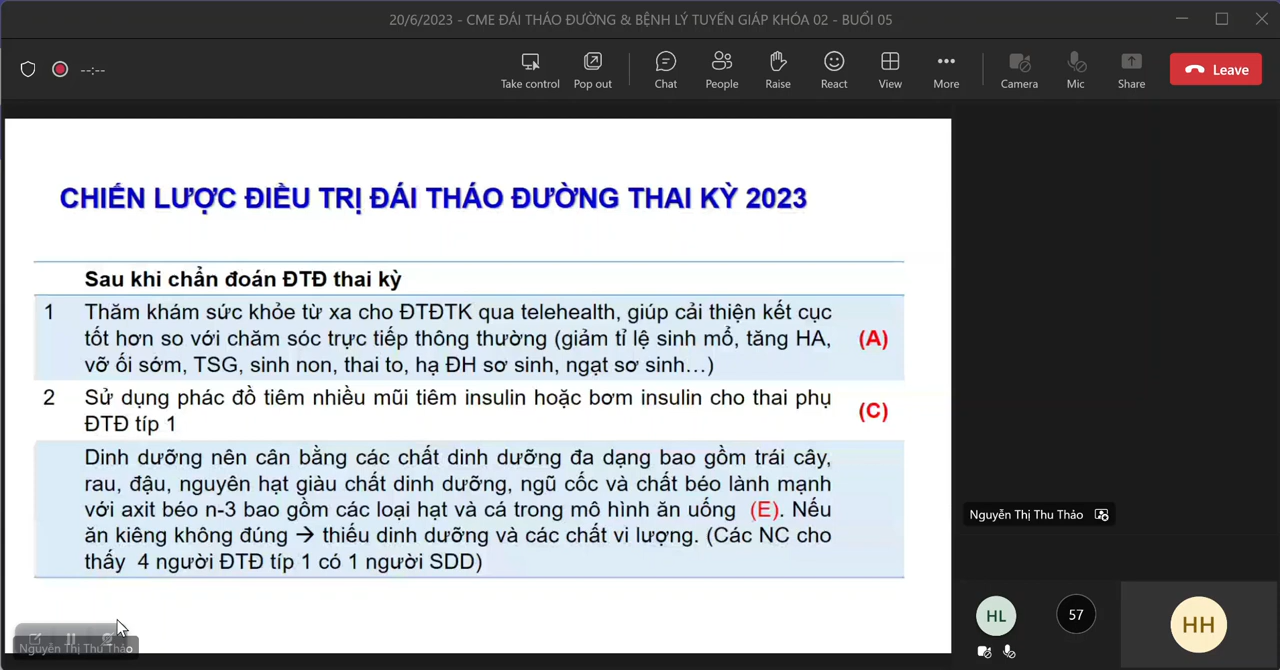 20/6/2023 - CME ĐÁI THÁO ĐƯỜNG & BỆNH LÝ TUYẾN GIÁP KHÓA 02 - BUỔI 05
--:--
Take control
Pop out
Chat
People
Raise
React
View
More
Camera
Mic
Share
Leave
CHIẾN LƯỢC ĐIỀU TRỊ ĐÁI THÁO ĐƯỜNG THAI KỲ 2023
Sau khi chẩn đoán ĐTĐ thai kỳ
1 Thăm khám sức khỏe từ xa cho ĐTĐTK qua telehealth, giúp cải thiện kết cục
tốt hơn so với chăm sóc trực tiếp thông thường (giảm tỉ lệ sinh mổ, tăng HA, (A)
vỡ ối sớm, TSG, sinh non, thai to, hạ ĐH sơ sinh, ngạt sơ sinh…)
2 Sử dụng phác đồ tiêm nhiều mũi tiêm insulin hoặc bơm insulin cho thai phụ
ĐTĐ típ 1 (C)
Dinh dưỡng nên cân bằng các chất dinh dưỡng đa dạng bao gồm trái cây,
rau, đậu, nguyên hạt giàu chất dinh dưỡng, ngũ cốc và chất béo lành mạnh
với axit béo n-3 bao gồm các loại hạt và cá trong mô hình ăn uống (E). Nếu
ăn kiêng không đúng → thiếu dinh dưỡng và các chất vi lượng. (Các NC cho
thấy 4 người ĐTĐ típ 1 có 1 người SDD)
Nguyễn Thị Thu Thảo
Nguyễn Thị Thu Thảo
HL
57
HH